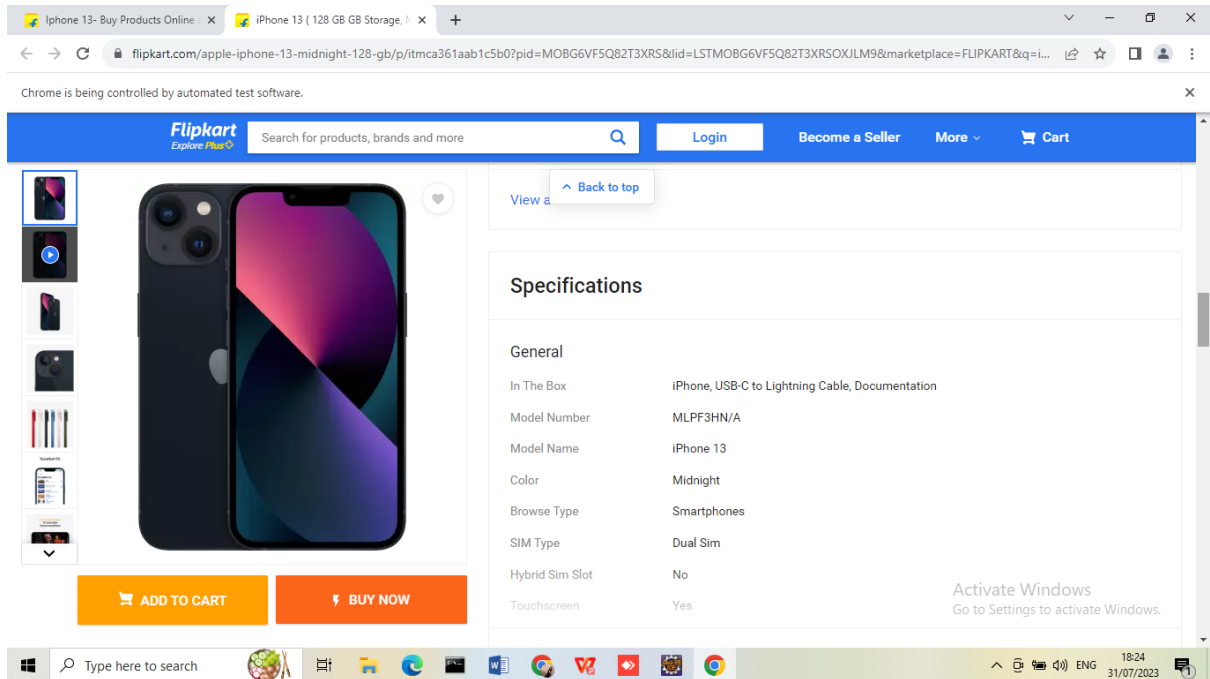 Iphone 13- Buy Products Online
iPhone 13 ( 128 GB GB Storage,
flipkart.com/apple-iphone-13-midnight-128-gb/p/itmca361aab1c5b0?pid=MOBG6VF5Q82T3XRS&lid=LSTMOBG6VF5Q82T3XRSOXJLM9&marketplace=FLIPKART&q=i...
Chrome is being controlled by automated test software.
Flipkart
Explore Plus
Search for products, brands and more
Login
Become a Seller
More
Cart
Back to top
View
Specifications
General
In The Box iPhone, USB-C to Lightning Cable, Documentation
Model Number MLPF3HN/A
Model Name iPhone 13
Color Midnight
Browse Type Smartphones
SIM Type Dual Sim
Hybrid Sim Slot No
Touchscreen Yes
ADD TO CART
BUY NOW
Activate Windows
Go to Settings to activate Windows.
Type here to search
ENG
18:24
31/07/2023